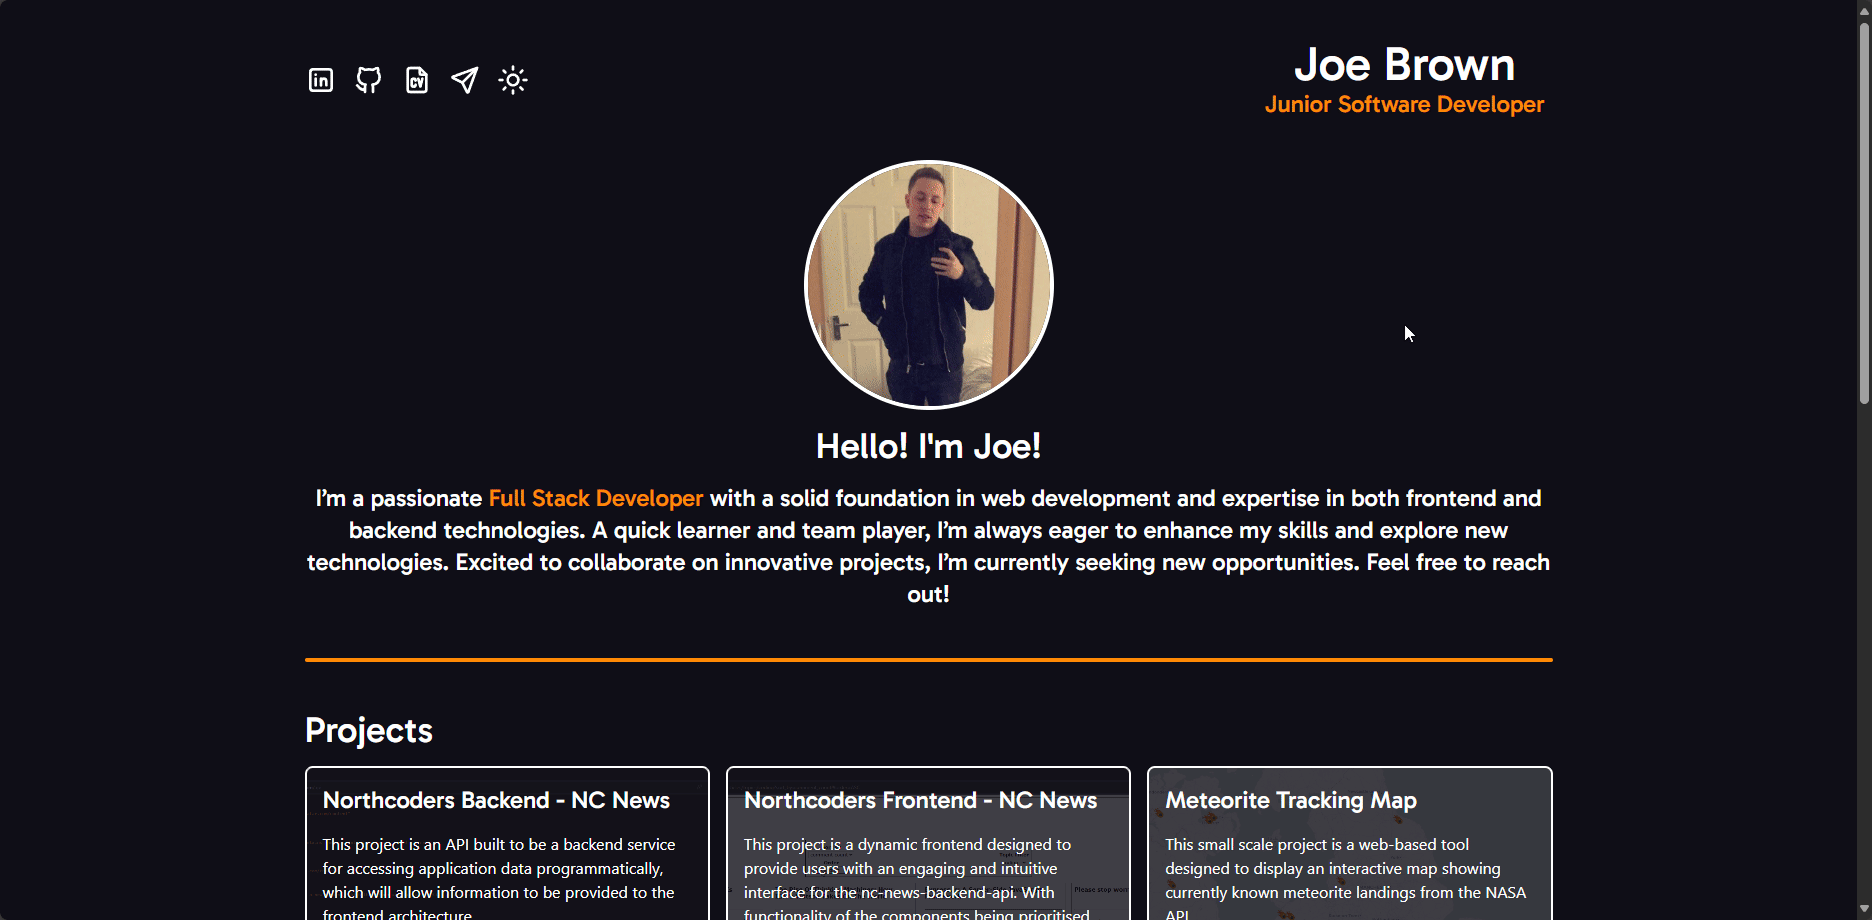 CV
Joe Brown
Junior Software Developer
Hello! I'm Joe!
I’m a passionate Full Stack Developer with a solid foundation in web development and expertise in both frontend and
backend technologies. A quick learner and team player, I’m always eager to enhance my skills and explore new
technologies. Excited to collaborate on innovative projects, I’m currently seeking new opportunities. Feel free to reach
out!
Projects
Northcoders Backend - NC News
This project is an API built to be a backend service
for accessing application data programmatically,
which will allow information to be provided to the
frontend architecture.
Northcoders Frontend - NC News
This project is a dynamic frontend designed to
provide users with an engaging and intuitive
interface for the nc-news-backend-api. With
functionality of the components being prioritised
Please stop
Meteorite Tracking Map
This small scale project is a web-based tool
designed to display an interactive map showing
currently known meteorite landings from the NASA
API